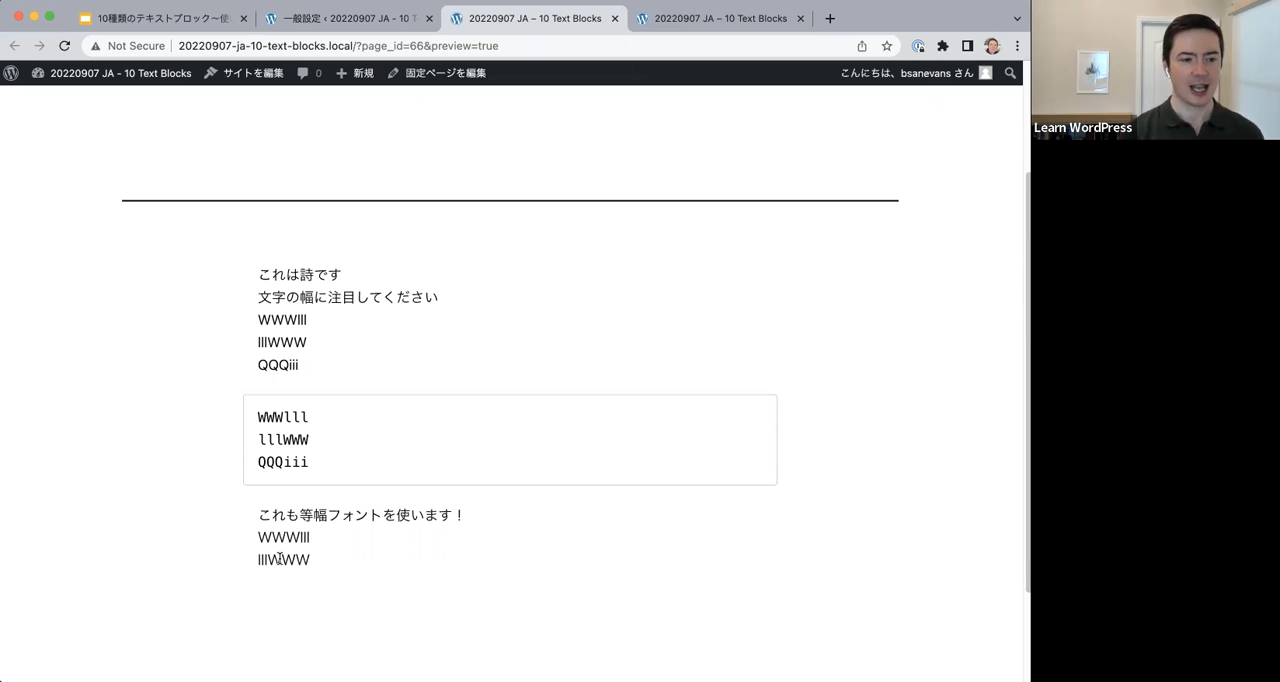 10種類のテキストブロック〜使い
一般設定 ‹ 20220907 JA - 10 T
20220907 JA – 10 Text Blocks
20220907 JA – 10 Text Blocks
Not Secure
20220907-ja-10-text-blocks.local/?page_id=66&preview=true
20220907 JA - 10 Text Blocks
サイトを編集
0
新規
固定ページを編集
こんにちは、bsanevans さん
Learn WordPress
これは詩です
文字の幅に注目してください
WWWlll
lllWWW
QQQiii
WWWlll
lllWWW
QQQiii
これも等幅フォントを使います！
WWWlll
lllWWW